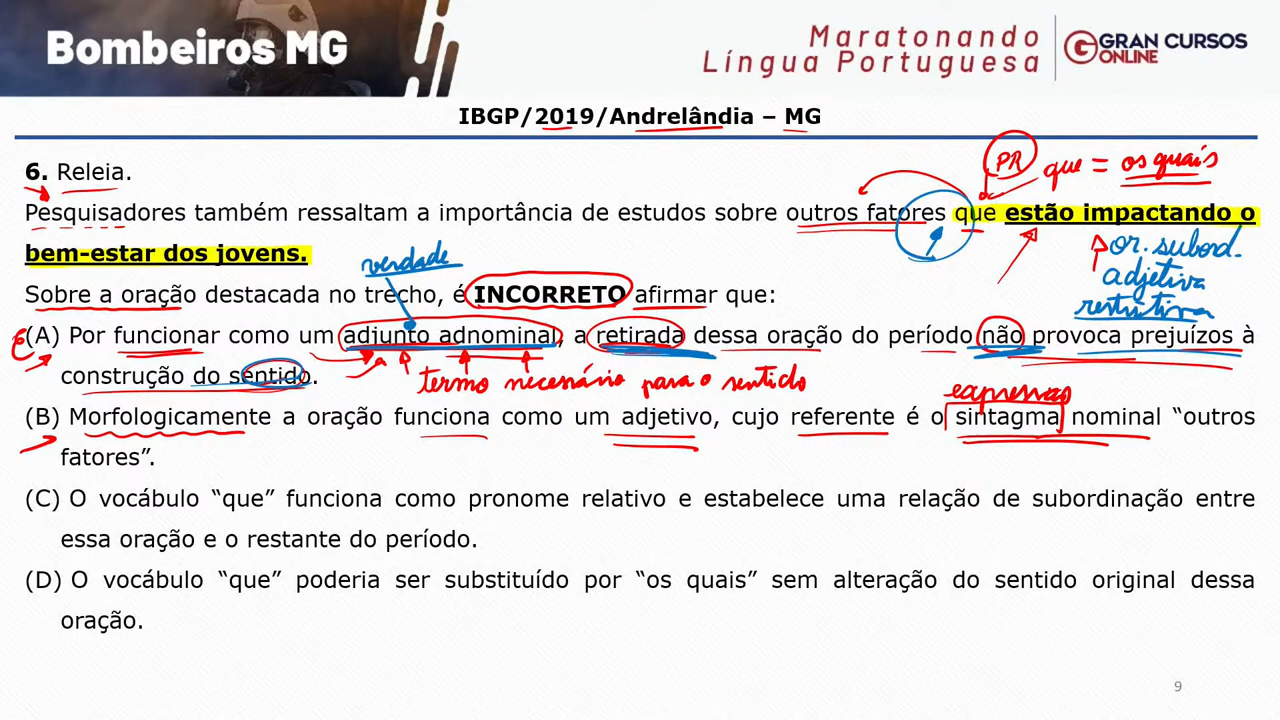 Bombeiros MG
Maratonando
Língua Portuguesa
GRAN CURSOS
ONLINE
IBGP/2019/Andrelândia – MG
6. Releia.
PR que = os quais
Pesquisadores também ressaltam a importância de estudos sobre outros fatores que estão impactando o
bem-estar dos jovens.
verdade
or. subord.
adjetiva
restritiva
Sobre a oração destacada no trecho, é INCORRETO afirmar que:
(A) Por funcionar como um adjunto adnominal, a retirada dessa oração do período não provoca prejuízos à
construção do sentido.
termo necessário para o sentido
expressão
(B) Morfologicamente a oração funciona como um adjetivo, cujo referente é o sintagma nominal “outros
fatores”.
(C) O vocábulo “que” funciona como pronome relativo e estabelece uma relação de subordinação entre
essa oração e o restante do período.
(D) O vocábulo “que” poderia ser substituído por “os quais” sem alteração do sentido original dessa
oração.
9